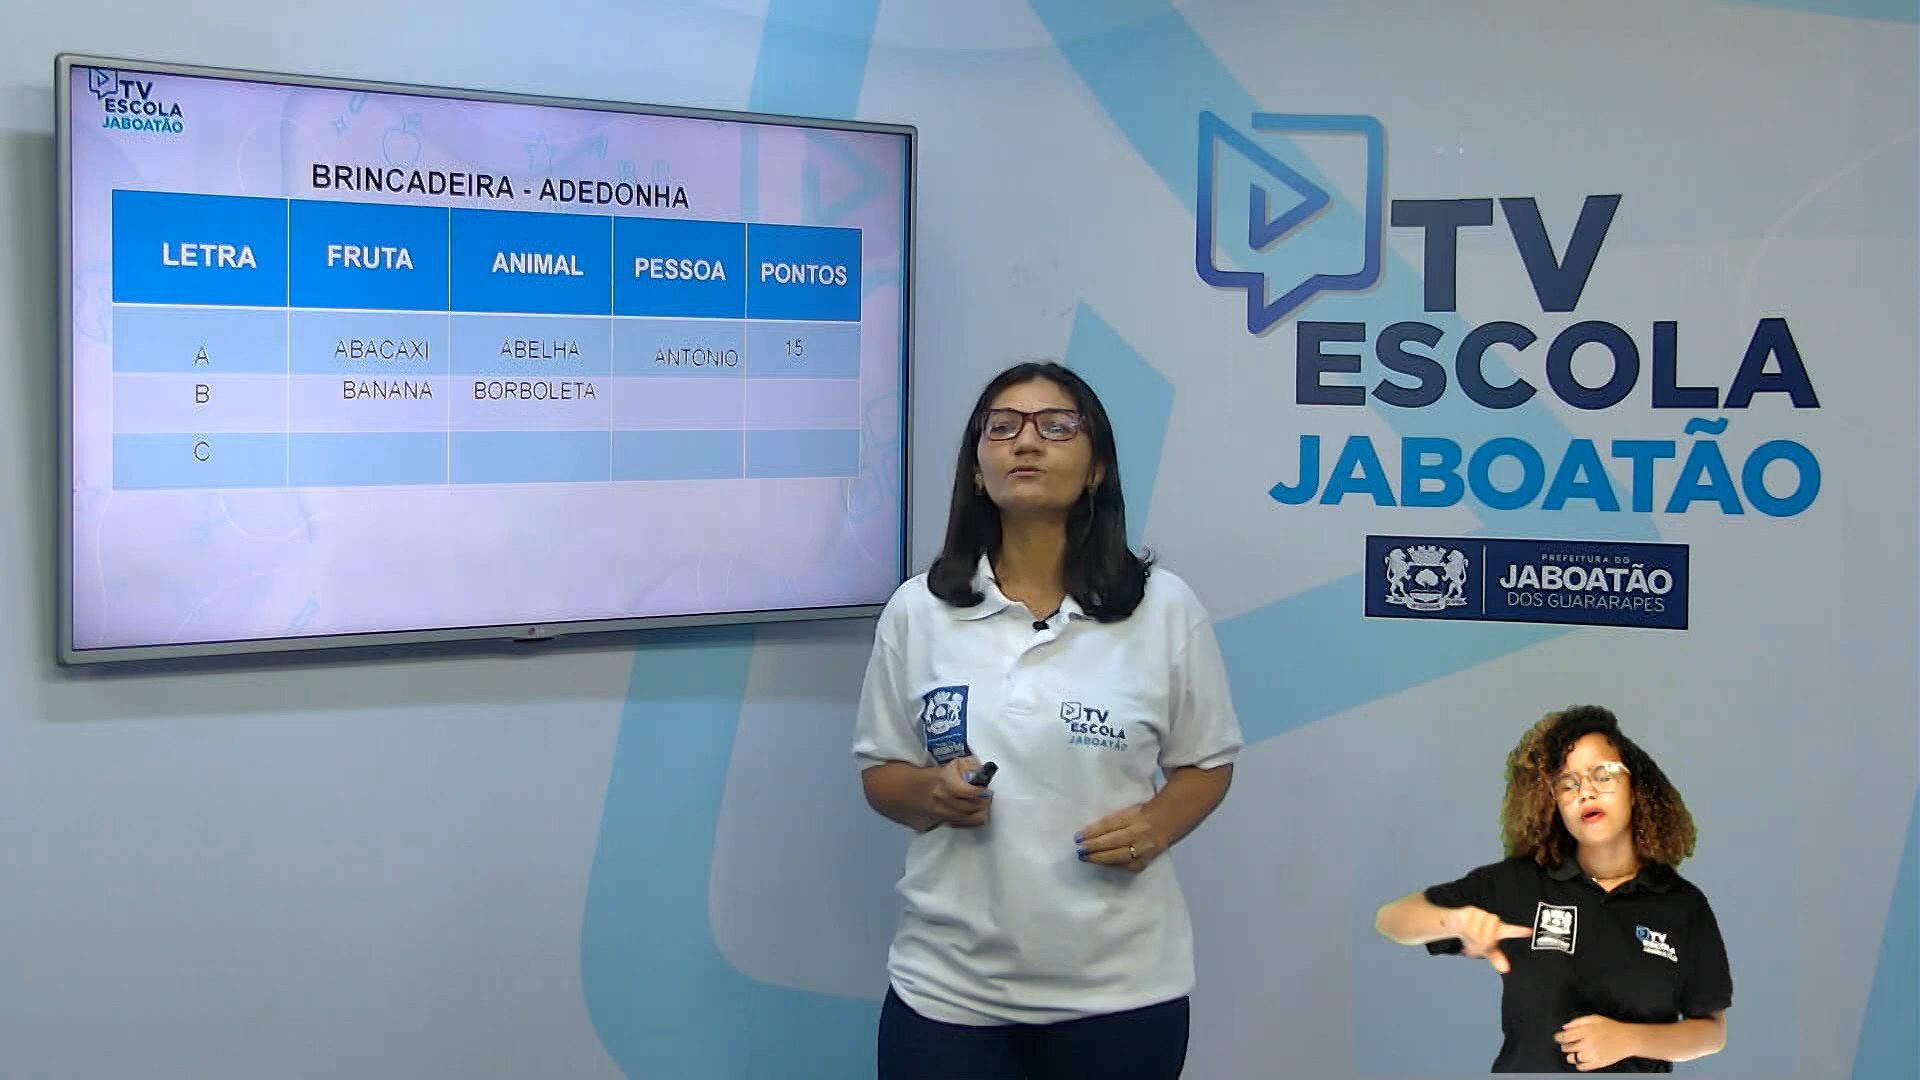 TV
ESCOLA
JABOATÃO
BRINCADEIRA - ADEDONHA
LETRA FRUTA ANIMAL PESSOA PONTOS
A ABACAXI ABELHA ANTÔNIO 15
B BANANA BORBOLETA
C
TV
ESCOLA
JABOATÃO
PREFEITURA DO
JABOATÃO
DOS GUARARAPES
TV
ESCOLA
JABOATÃO
TV